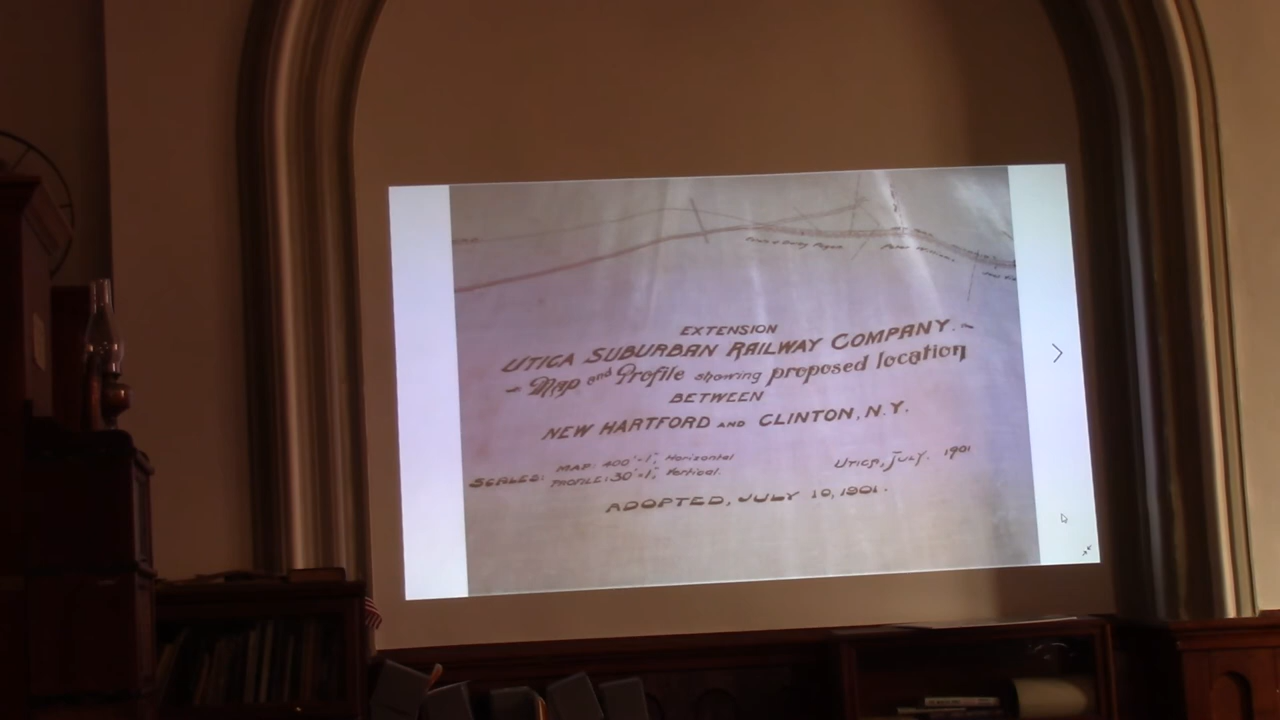 EXTENSION
UTICA SUBURBAN RAILWAY COMPANY.
Map and Profile showing proposed location
BETWEEN
NEW HARTFORD AND CLINTON, N.Y.
SCALES: MAP: 400'=1", Horizontal
PROFILE: 30'=1", Vertical.
UTICA, JULY. 1901
ADOPTED, JULY 10, 1901.